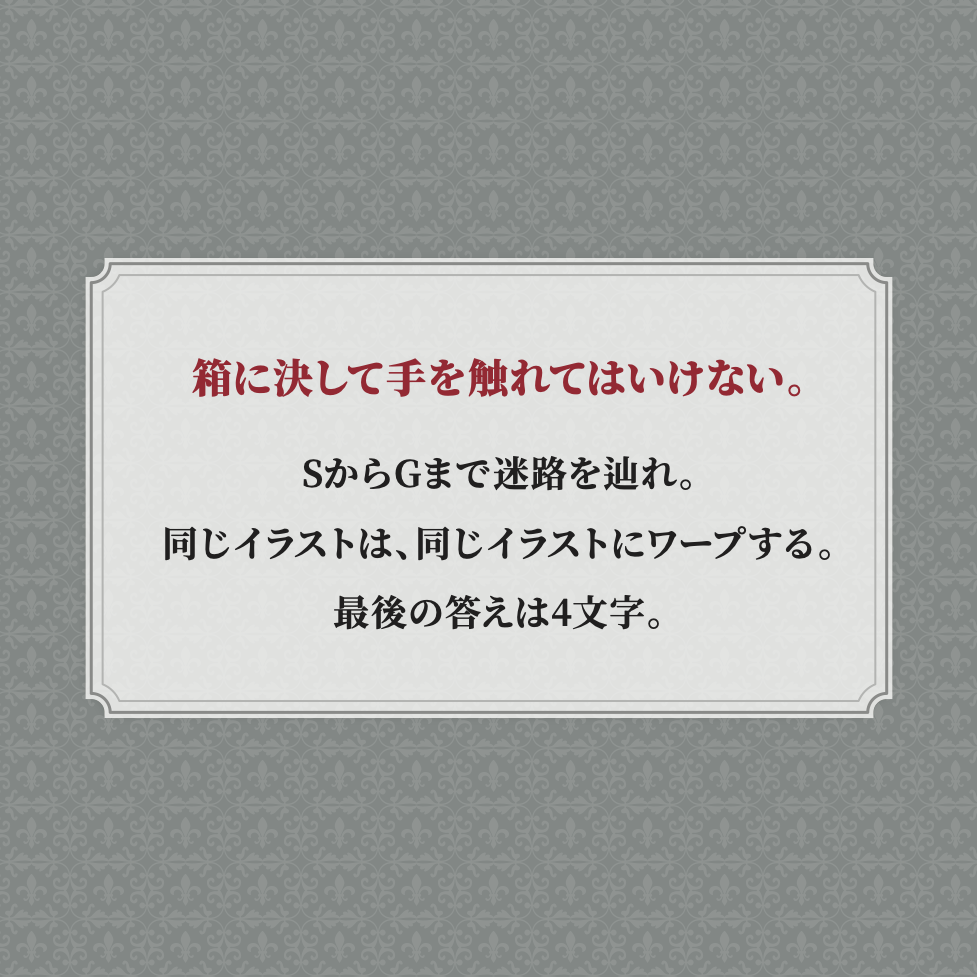 箱に決して手を触れてはいけない。
SからGまで迷路を辿れ。
同じイラストは、同じイラストにワープする。
最後の答えは4文字。